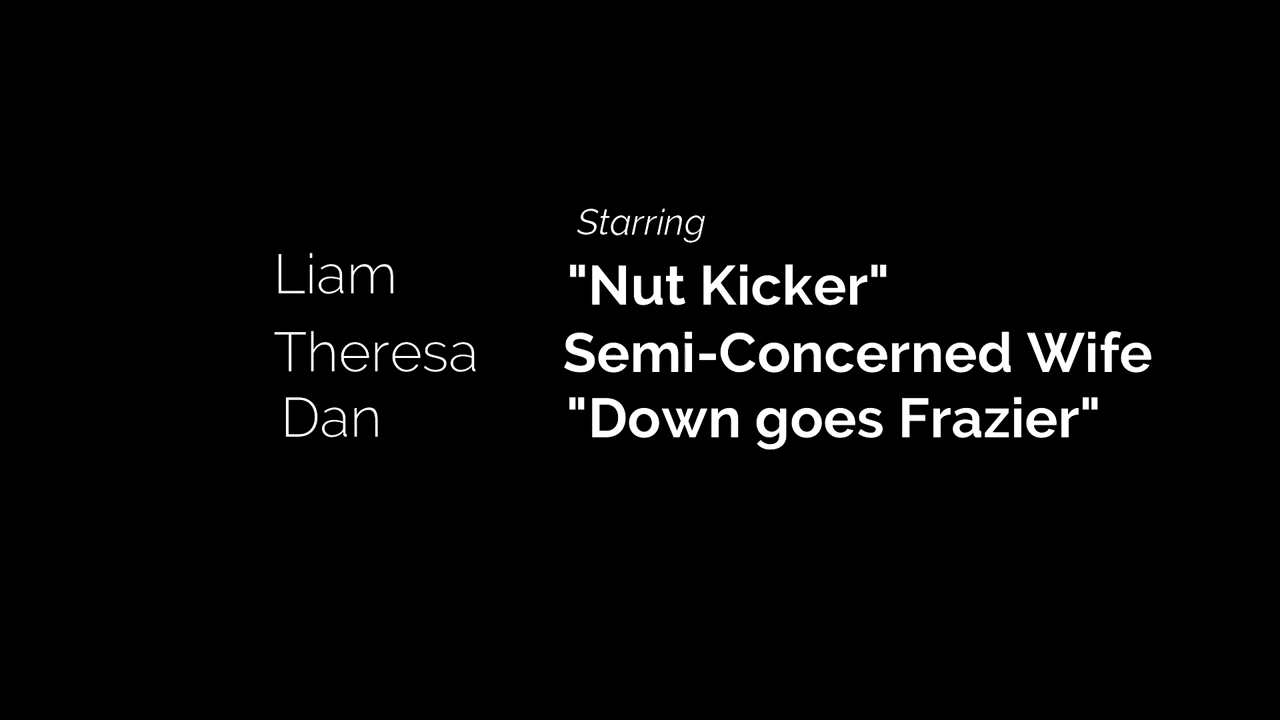 Starring
Liam "Nut Kicker"
Theresa Semi-Concerned Wife
Dan "Down goes Frazier"